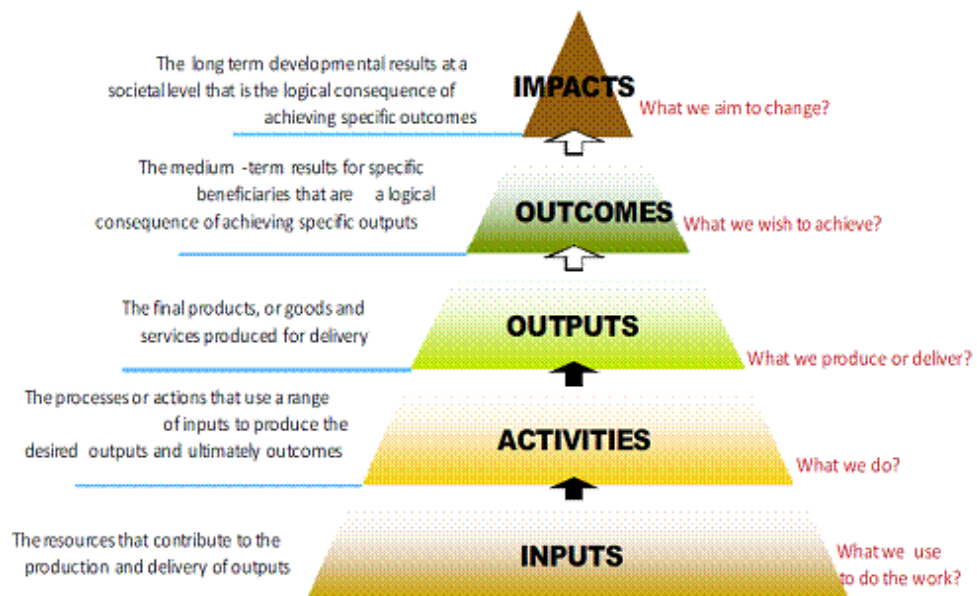 The long term developmental results at a
societal level that is the logical consequence of
achieving specific outcomes
IMPACTS
What we aim to change?
The medium -term results for specific
beneficiaries that are a logical
consequence of achieving specific outputs
OUTCOMES
What we wish to achieve?
The final products, or goods and
services produced for delivery
OUTPUTS
What we produce or deliver?
The processes or actions that use a range
of inputs to produce the
desired outputs and ultimately outcomes
ACTIVITIES
What we do?
The resources that contribute to the
production and delivery of outputs
INPUTS
What we use
to do the work?